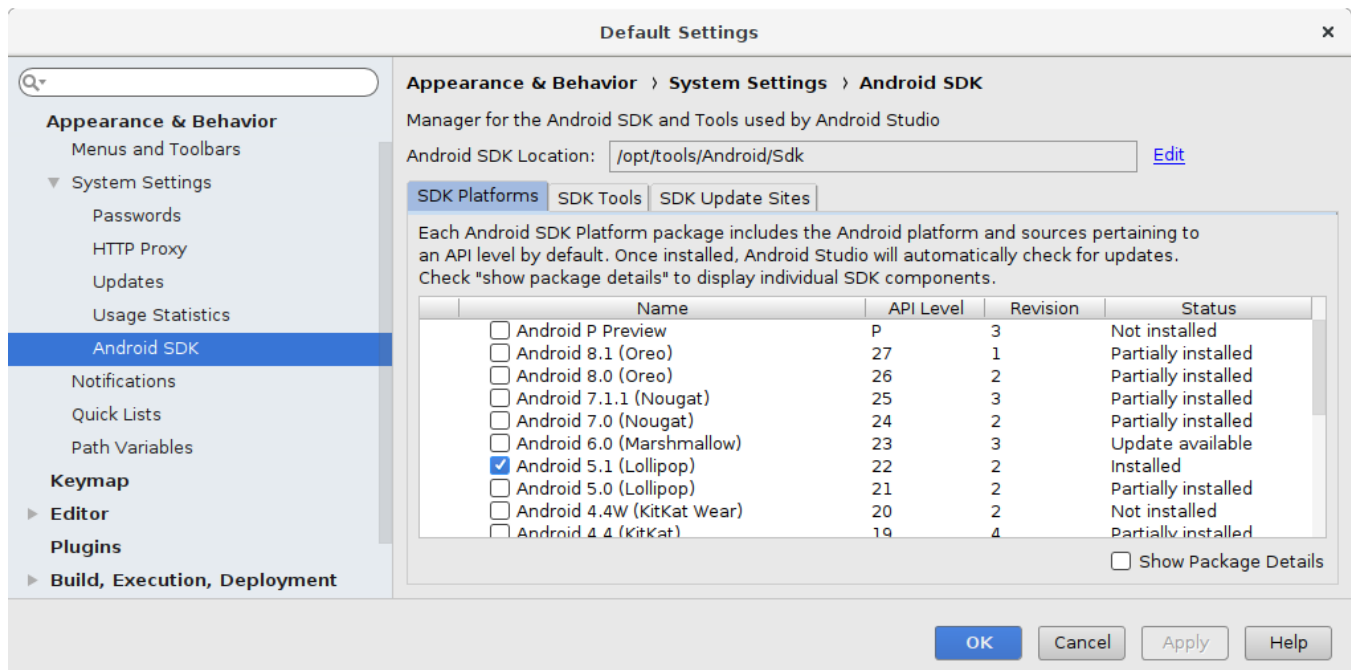 Default Settings
Appearance & Behavior
Menus and Toolbars
System Settings
Passwords
HTTP Proxy
Updates
Usage Statistics
Android SDK
Notifications
Quick Lists
Path Variables
Keymap
Editor
Plugins
Build, Execution, Deployment
Appearance & Behavior › System Settings › Android SDK
Manager for the Android SDK and Tools used by Android Studio
Android SDK Location: /opt/tools/Android/Sdk Edit
SDK Platforms SDK Tools SDK Update Sites
Each Android SDK Platform package includes the Android platform and sources pertaining to
an API level by default. Once installed, Android Studio will automatically check for updates.
Check "show package details" to display individual SDK components.
Name API Level Revision Status
Android P Preview P 3 Not installed
Android 8.1 (Oreo) 27 1 Partially installed
Android 8.0 (Oreo) 26 2 Partially installed
Android 7.1.1 (Nougat) 25 3 Partially installed
Android 7.0 (Nougat) 24 2 Partially installed
Android 6.0 (Marshmallow) 23 3 Update available
Android 5.1 (Lollipop) 22 2 Installed
Android 5.0 (Lollipop) 21 2 Partially installed
Android 4.4W (KitKat Wear) 20 2 Not installed
Android 4.4 (KitKat) 19 4 Partially installed
Show Package Details
OK Cancel Apply Help